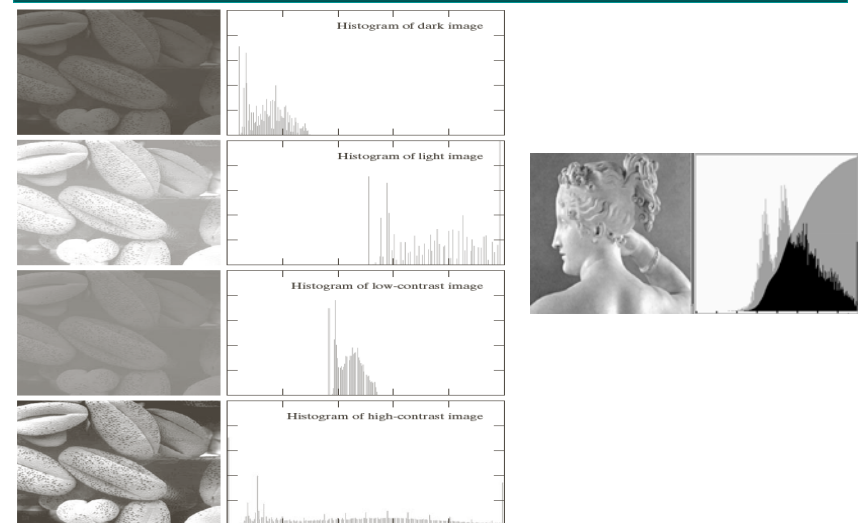 Histogram of dark image
Histogram of light image
Histogram of low-contrast image
Histogram of high-contrast image